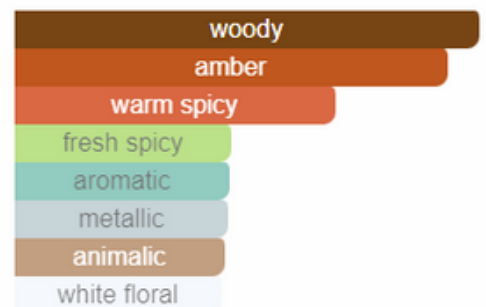 woody
amber
warm spicy
fresh spicy
aromatic
metallic
animalic
white floral